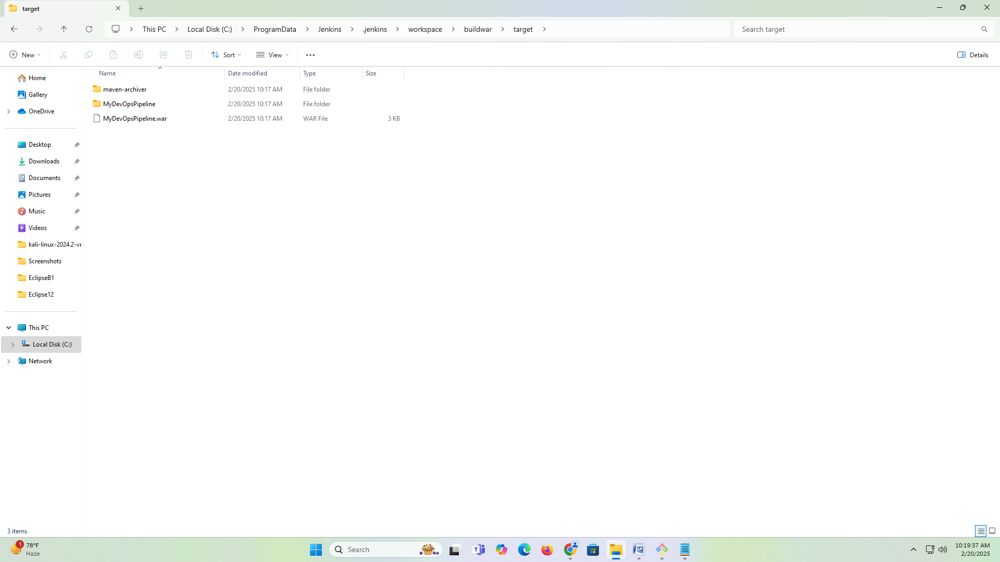 target
This PC > Local Disk (C:) > ProgramData > Jenkins > .jenkins > workspace > buildwar > target >
Search target
New
Sort
View
Details
Home
Gallery
OneDrive
Desktop
Downloads
Documents
Pictures
Music
Videos
kali-linux-2024.2-vr
Screenshots
EclipseB1
Eclipse12
This PC
Local Disk (C:)
Network
Name Date modified Type Size
maven-archiver 2/20/2025 10:17 AM File folder
MyDevOpsPipeline 2/20/2025 10:17 AM File folder
MyDevOpsPipeline.war 2/20/2025 10:17 AM WAR File 3 KB
3 items
1
78°F
Haze
Search
10:19:37 AM
2/20/2025